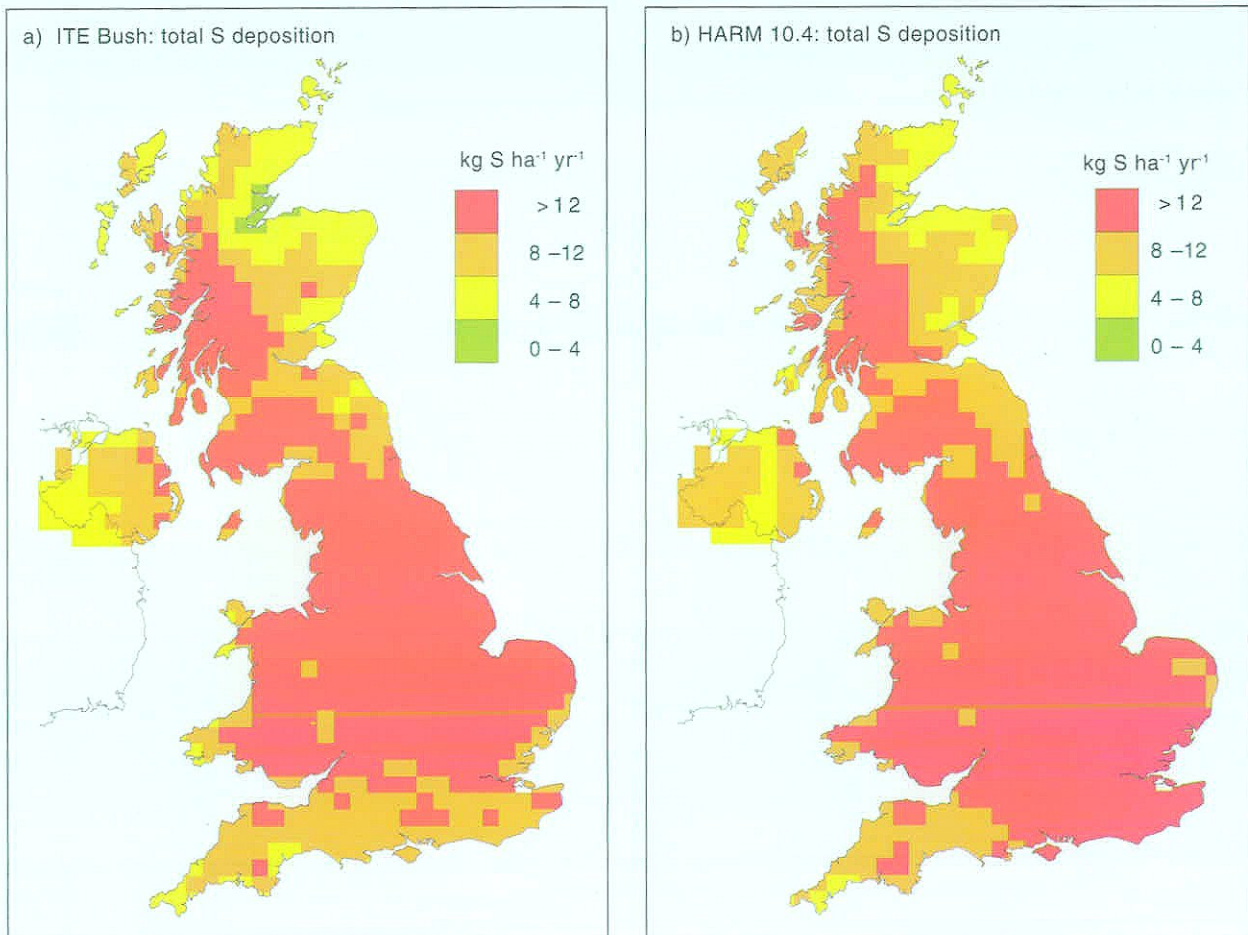 a) ITE Bush: total S deposition
kg S ha⁻¹ yr⁻¹
>12
8 –12
4 – 8
0 – 4
b) HARM 10.4: total S deposition
kg S ha⁻¹ yr⁻¹
>12
8 –12
4 – 8
0 – 4